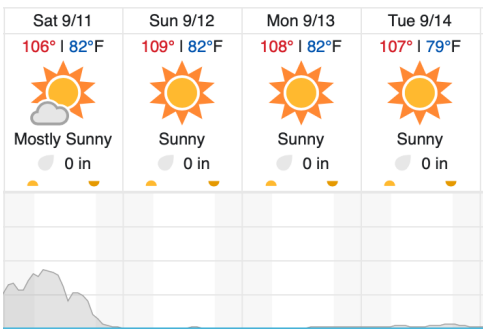 Sat 9/11 Sun 9/12 Mon 9/13 Tue 9/14
106° | 82°F 109° | 82°F 108° | 82°F 107° | 79°F
Mostly Sunny Sunny Sunny Sunny
0 in 0 in 0 in 0 in